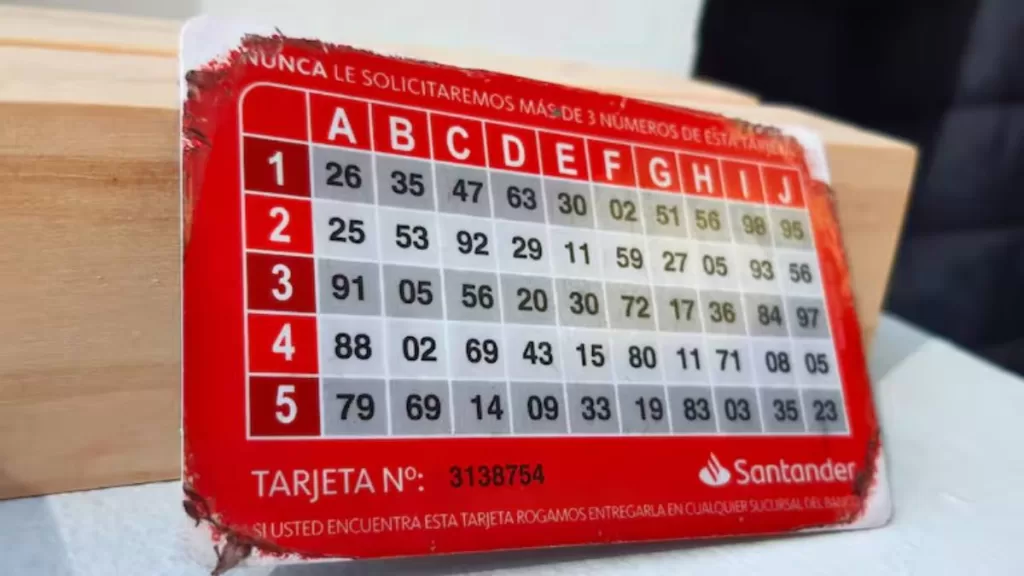 NUNCA LE SOLICITAREMOS MÁS DE 3 NÚMEROS DE ESTA TARJETA
A B C D E F G H I J
1 26 35 47 63 30 02 51 56 98 95
2 25 53 92 29 11 59 27 05 93 56
3 91 05 56 20 30 72 17 36 84 97
4 88 02 69 43 15 80 11 71 08 05
5 79 69 14 09 33 19 83 03 35 23
TARJETA Nº: 3138754
Santander
SI USTED ENCUENTRA ESTA TARJETA ROGAMOS ENTREGARLA EN CUALQUIER SUCURSAL DEL BANCO